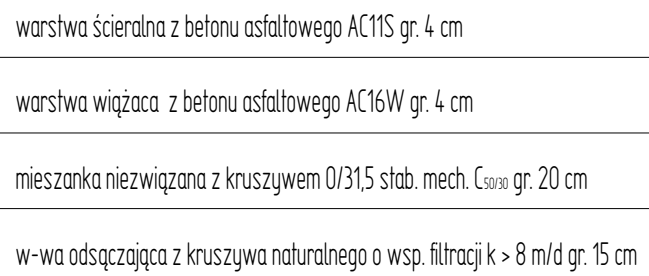 warstwa ścieralna z betonu asfaltowego AC11S gr. 4 cm
warstwa wiążaca z betonu asfaltowego AC16W gr. 4 cm
mieszanka niezwiązana z kruszywem 0/31,5 stab. mech. C50/30 gr. 20 cm
w-wa odsączająca z kruszywa naturalnego o wsp. filtracji k > 8 m/d gr. 15 cm